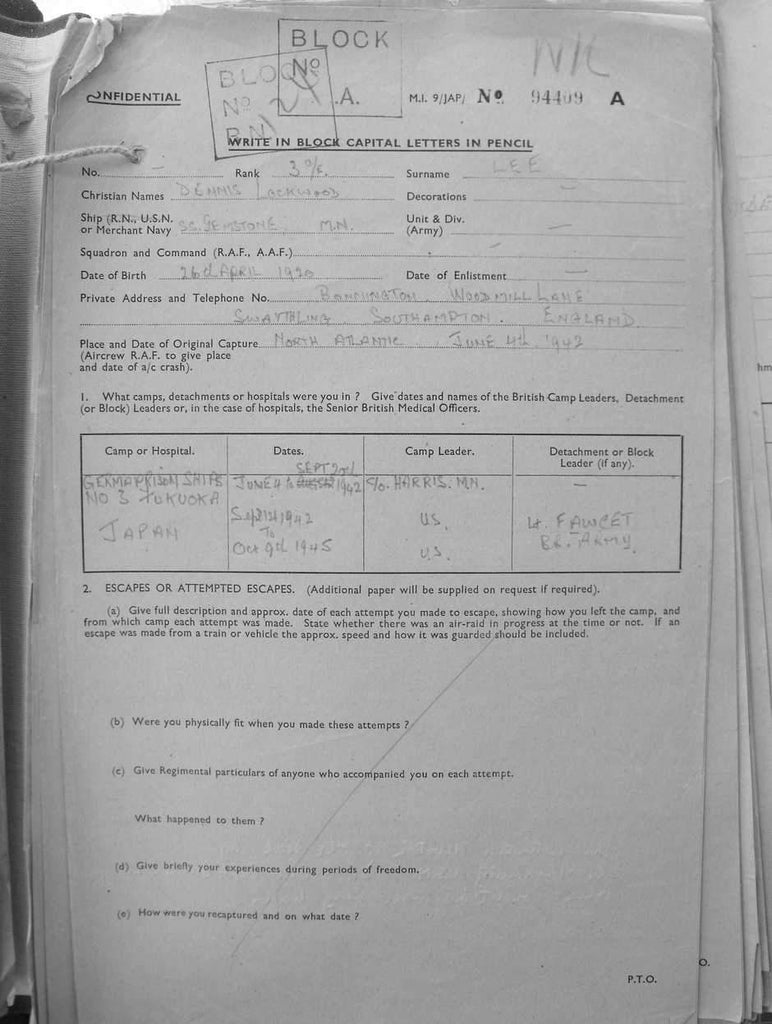 BLOCK
No
.A.
BLOCK
No 2
R.N.
NK
CONFIDENTIAL
M.I. 9/JAP/ No. 94409 A
WRITE IN BLOCK CAPITAL LETTERS IN PENCIL
No. – Rank 3 O/E. Surname LEE
Christian Names DENNIS LOCKWOOD Decorations –
Ship (R.N., U.S.N. SS. GEMSTONE M.N. Unit & Div.
or Merchant Navy (Army) –
Squadron and Command (R.A.F., A.A.F.) –
Date of Birth 26th APRIL 1920 Date of Enlistment –
Private Address and Telephone No. BONNINGTON. WOODMILL LANE
SWAYTHLING SOUTHAMPTON. ENGLAND
Place and Date of Original Capture NORTH ATLANTIC, JUNE 4th 1942
(Aircrew R.A.F. to give place
and date of a/c crash).
1. What camps, detachments or hospitals were you in ? Give dates and names of the British Camp Leaders, Detachment
(or Block) Leaders or, in the case of hospitals, the Senior British Medical Officers.
Camp or Hospital. Dates. Camp Leader. Detachment or Block
Leader (if any).
SEPT 2nd
GERMAN PRISON SHIPS JUNE 4 to 1942 C/O. HARRIS. M.N. –
NO 3 FUKUOKA
Sept 21st 1942 U.S. Lt. FAWCET
JAPAN To BR. ARMY.
Oct 9th 1945 U.S.
2. ESCAPES OR ATTEMPTED ESCAPES. (Additional paper will be supplied on request if required).
(a) Give full description and approx. date of each attempt you made to escape, showing how you left the camp, and
from which camp each attempt was made. State whether there was an air-raid in progress at the time or not. If an
escape was made from a train or vehicle the approx. speed and how it was guarded should be included.
(b) Were you physically fit when you made these attempts ?
(c) Give Regimental particulars of anyone who accompanied you on each attempt.
What happened to them ?
(d) Give briefly your experiences during periods of freedom.
(e) How were you recaptured and on what date ?
O.
P.T.O.